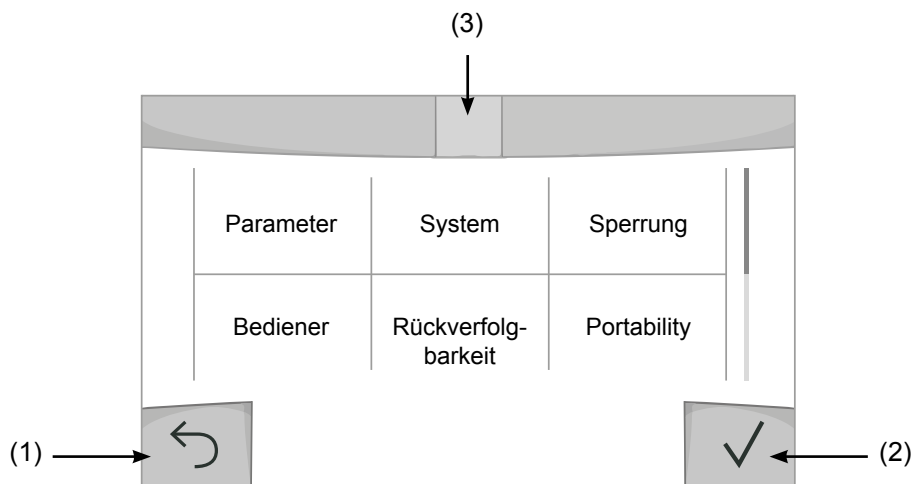 (3)
Parameter
System
Sperrung
Bediener
Rückverfolg-
barkeit
Portability
(1)
(2)